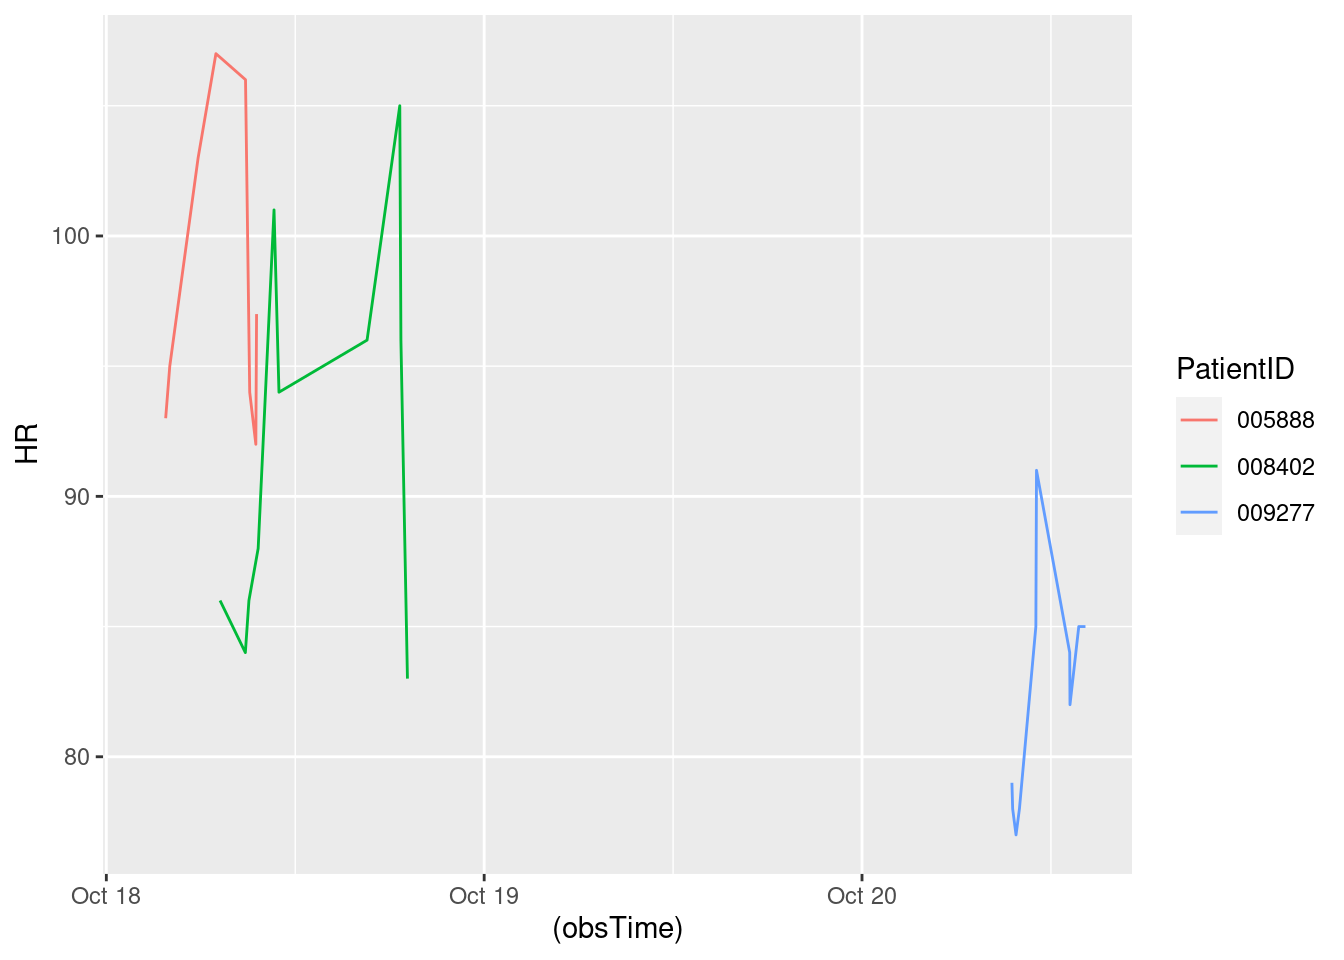 HR
100
90
80
Oct 18
Oct 19
Oct 20
(obsTime)
PatientID
005888
008402
009277